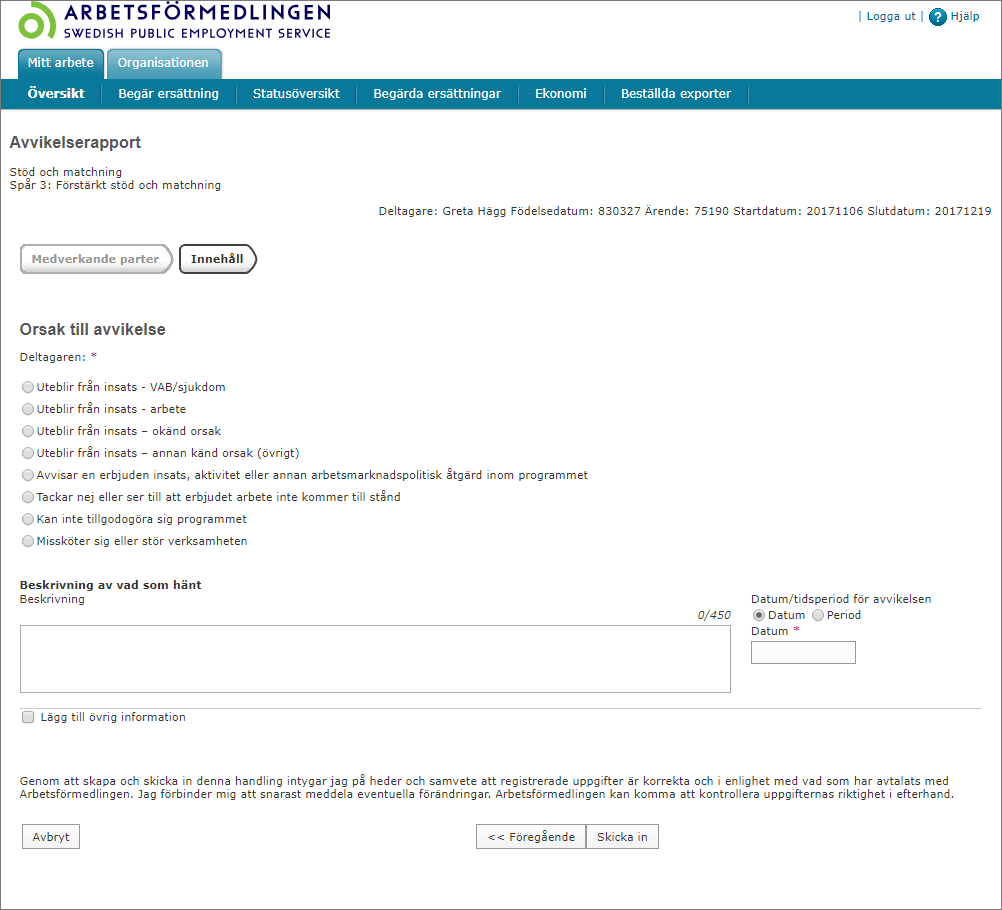 ARBETSFÖRMEDLINGEN
SWEDISH PUBLIC EMPLOYMENT SERVICE
| Logga ut | ? Hjälp
Mitt arbete Organisationen
Översikt Begär ersättning Statusöversikt Begärda ersättningar Ekonomi Beställda exporter
Avvikelserapport
Stöd och matchning
Spår 3: Förstärkt stöd och matchning
Deltagare: Greta Hägg Födelsedatum: 830327 Ärende: 75190 Startdatum: 20171106 Slutdatum: 20171219
Medverkande parter Innehåll
Orsak till avvikelse
Deltagaren: *
Uteblir från insats - VAB/sjukdom
Uteblir från insats - arbete
Uteblir från insats – okänd orsak
Uteblir från insats – annan känd orsak (övrigt)
Avvisar en erbjuden insats, aktivitet eller annan arbetsmarknadspolitisk åtgärd inom programmet
Tackar nej eller ser till att erbjudet arbete inte kommer till stånd
Kan inte tillgodogöra sig programmet
Missköter sig eller stör verksamheten
Beskrivning av vad som hänt
Beskrivning
0/450
Datum/tidsperiod för avvikelsen
Datum Period
Datum *
Lägg till övrig information
Genom att skapa och skicka in denna handling intygar jag på heder och samvete att registrerade uppgifter är korrekta och i enlighet med vad som har avtalats med
Arbetsförmedlingen. Jag förbinder mig att snarast meddela eventuella förändringar. Arbetsförmedlingen kan komma att kontrollera uppgifternas riktighet i efterhand.
Avbryt << Föregående Skicka in